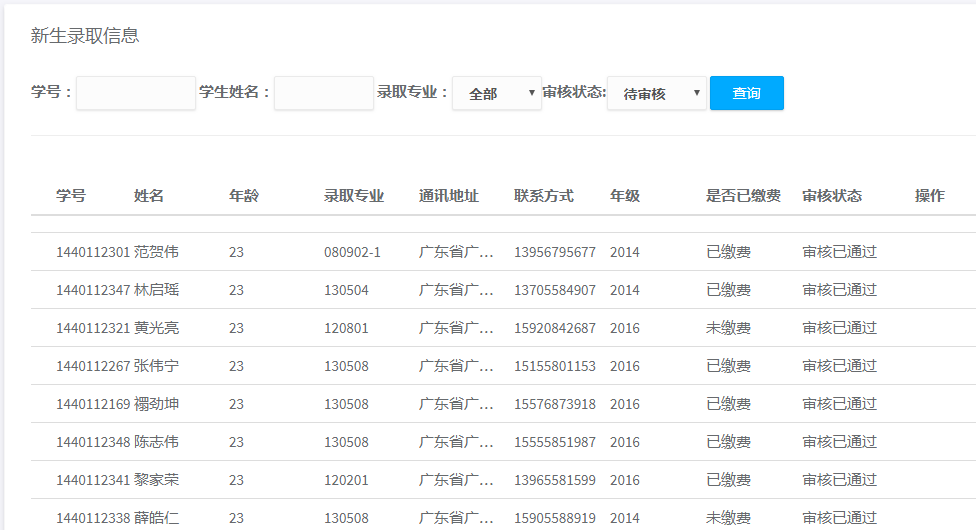 新生录取信息
学号： 学生姓名： 录取专业： 全部 审核状态: 待审核 查询
学号 姓名 年龄 录取专业 通讯地址 联系方式 年级 是否已缴费 审核状态 操作
1440112301 范贺伟 23 080902-1 广东省广... 13956795677 2014 已缴费 审核已通过
1440112347 林启瑶 23 130504 广东省广... 13705584907 2014 已缴费 审核已通过
1440112321 黄光亮 23 120801 广东省广... 15920842687 2016 未缴费 审核已通过
1440112267 张伟宁 23 130508 广东省广... 15155801153 2016 已缴费 审核已通过
1440112169 禤劲坤 23 130508 广东省广... 15576873918 2016 已缴费 审核已通过
1440112348 陈志伟 23 130508 广东省广... 15555851987 2016 已缴费 审核已通过
1440112341 黎家荣 23 120201 广东省广... 13965581599 2016 已缴费 审核已通过
1440112338 薛皓仁 23 130508 广东省广... 15905588919 2014 未缴费 审核已通过